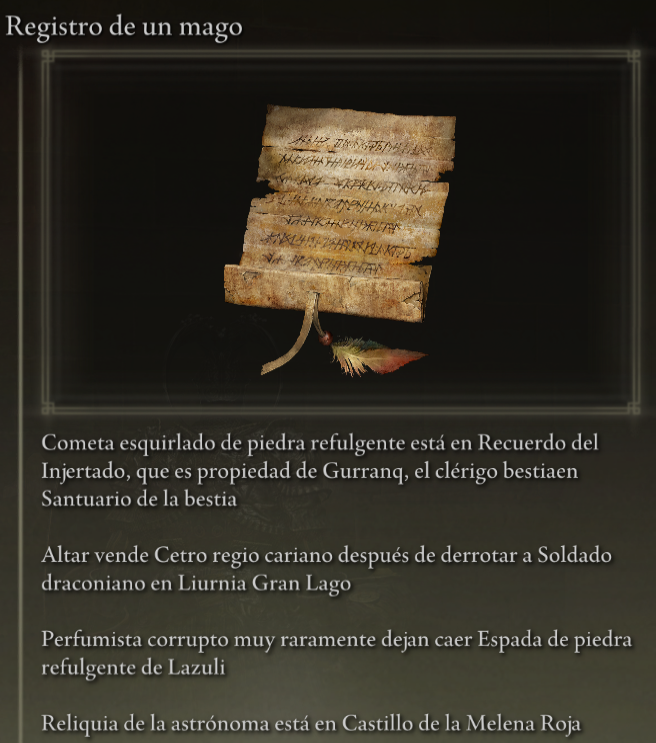 Registro de un mago
Cometa esquirlado de piedra refulgente está en Recuerdo del
Injertado, que es propiedad de Gurranq, el clérigo bestiaen
Santuario de la bestia
Altar vende Cetro regio cariano después de derrotar a Soldado
draconiano en Liurnia Gran Lago
Perfumista corrupto muy raramente dejan caer Espada de piedra
refulgente de Lazuli
Reliquia de la astrónoma está en Castillo de la Melena Roja